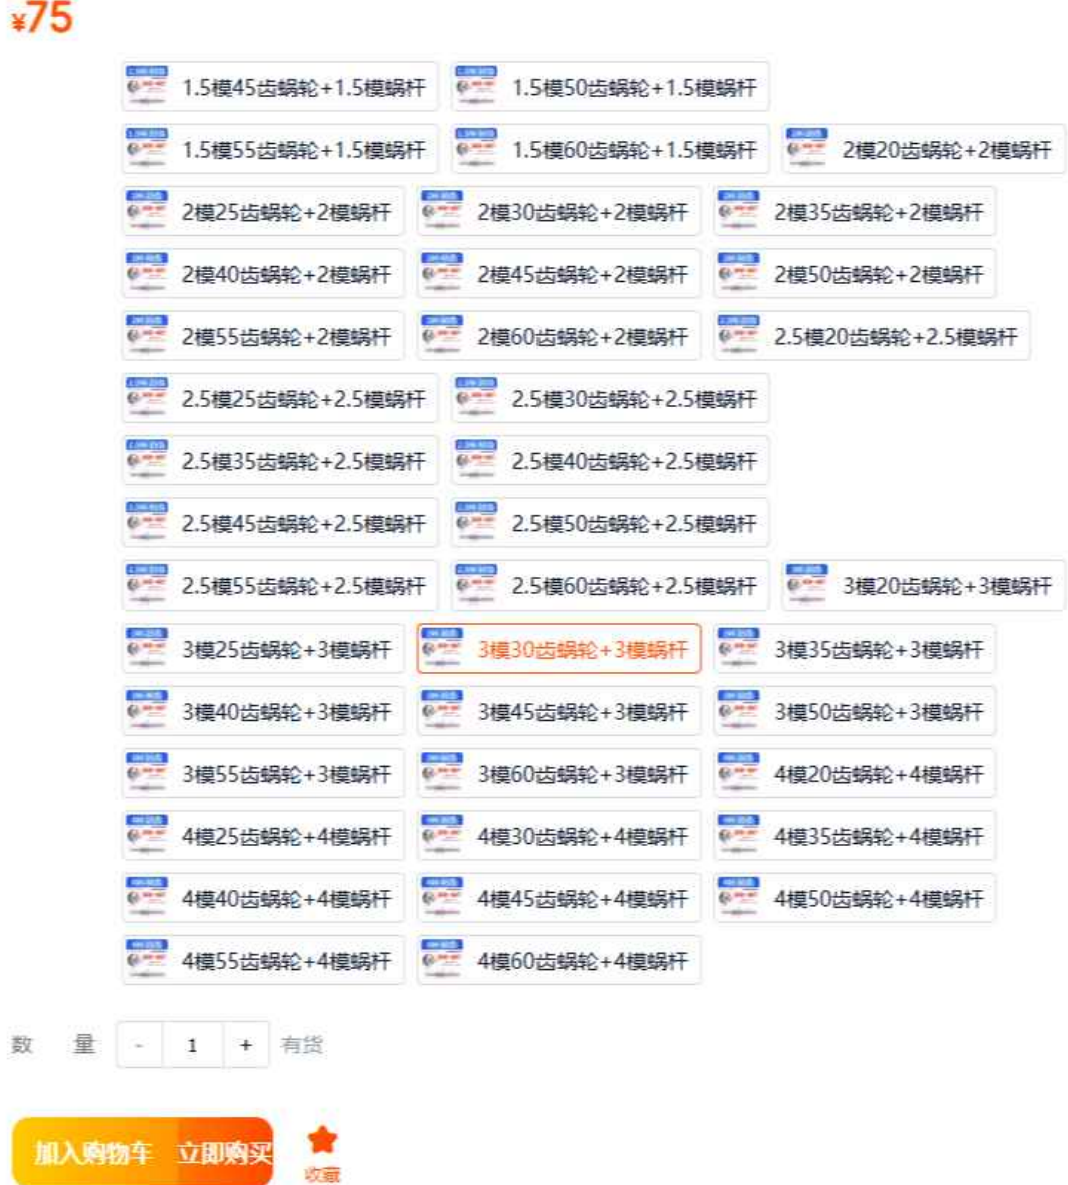 ¥75
1.5模45齿蜗轮+1.5模蜗杆 1.5模50齿蜗轮+1.5模蜗杆
1.5模55齿蜗轮+1.5模蜗杆 1.5模60齿蜗轮+1.5模蜗杆 2模20齿蜗轮+2模蜗杆
2模25齿蜗轮+2模蜗杆 2模30齿蜗轮+2模蜗杆 2模35齿蜗轮+2模蜗杆
2模40齿蜗轮+2模蜗杆 2模45齿蜗轮+2模蜗杆 2模50齿蜗轮+2模蜗杆
2模55齿蜗轮+2模蜗杆 2模60齿蜗轮+2模蜗杆 2.5模20齿蜗轮+2.5模蜗杆
2.5模25齿蜗轮+2.5模蜗杆 2.5模30齿蜗轮+2.5模蜗杆
2.5模35齿蜗轮+2.5模蜗杆 2.5模40齿蜗轮+2.5模蜗杆
2.5模45齿蜗轮+2.5模蜗杆 2.5模50齿蜗轮+2.5模蜗杆
2.5模55齿蜗轮+2.5模蜗杆 2.5模60齿蜗轮+2.5模蜗杆 3模20齿蜗轮+3模蜗杆
3模25齿蜗轮+3模蜗杆 3模30齿蜗轮+3模蜗杆 3模35齿蜗轮+3模蜗杆
3模40齿蜗轮+3模蜗杆 3模45齿蜗轮+3模蜗杆 3模50齿蜗轮+3模蜗杆
3模55齿蜗轮+3模蜗杆 3模60齿蜗轮+3模蜗杆 4模20齿蜗轮+4模蜗杆
4模25齿蜗轮+4模蜗杆 4模30齿蜗轮+4模蜗杆 4模35齿蜗轮+4模蜗杆
4模40齿蜗轮+4模蜗杆 4模45齿蜗轮+4模蜗杆 4模50齿蜗轮+4模蜗杆
4模55齿蜗轮+4模蜗杆 4模60齿蜗轮+4模蜗杆
数 量 - 1 + 有货
加入购物车 立即购买 收藏